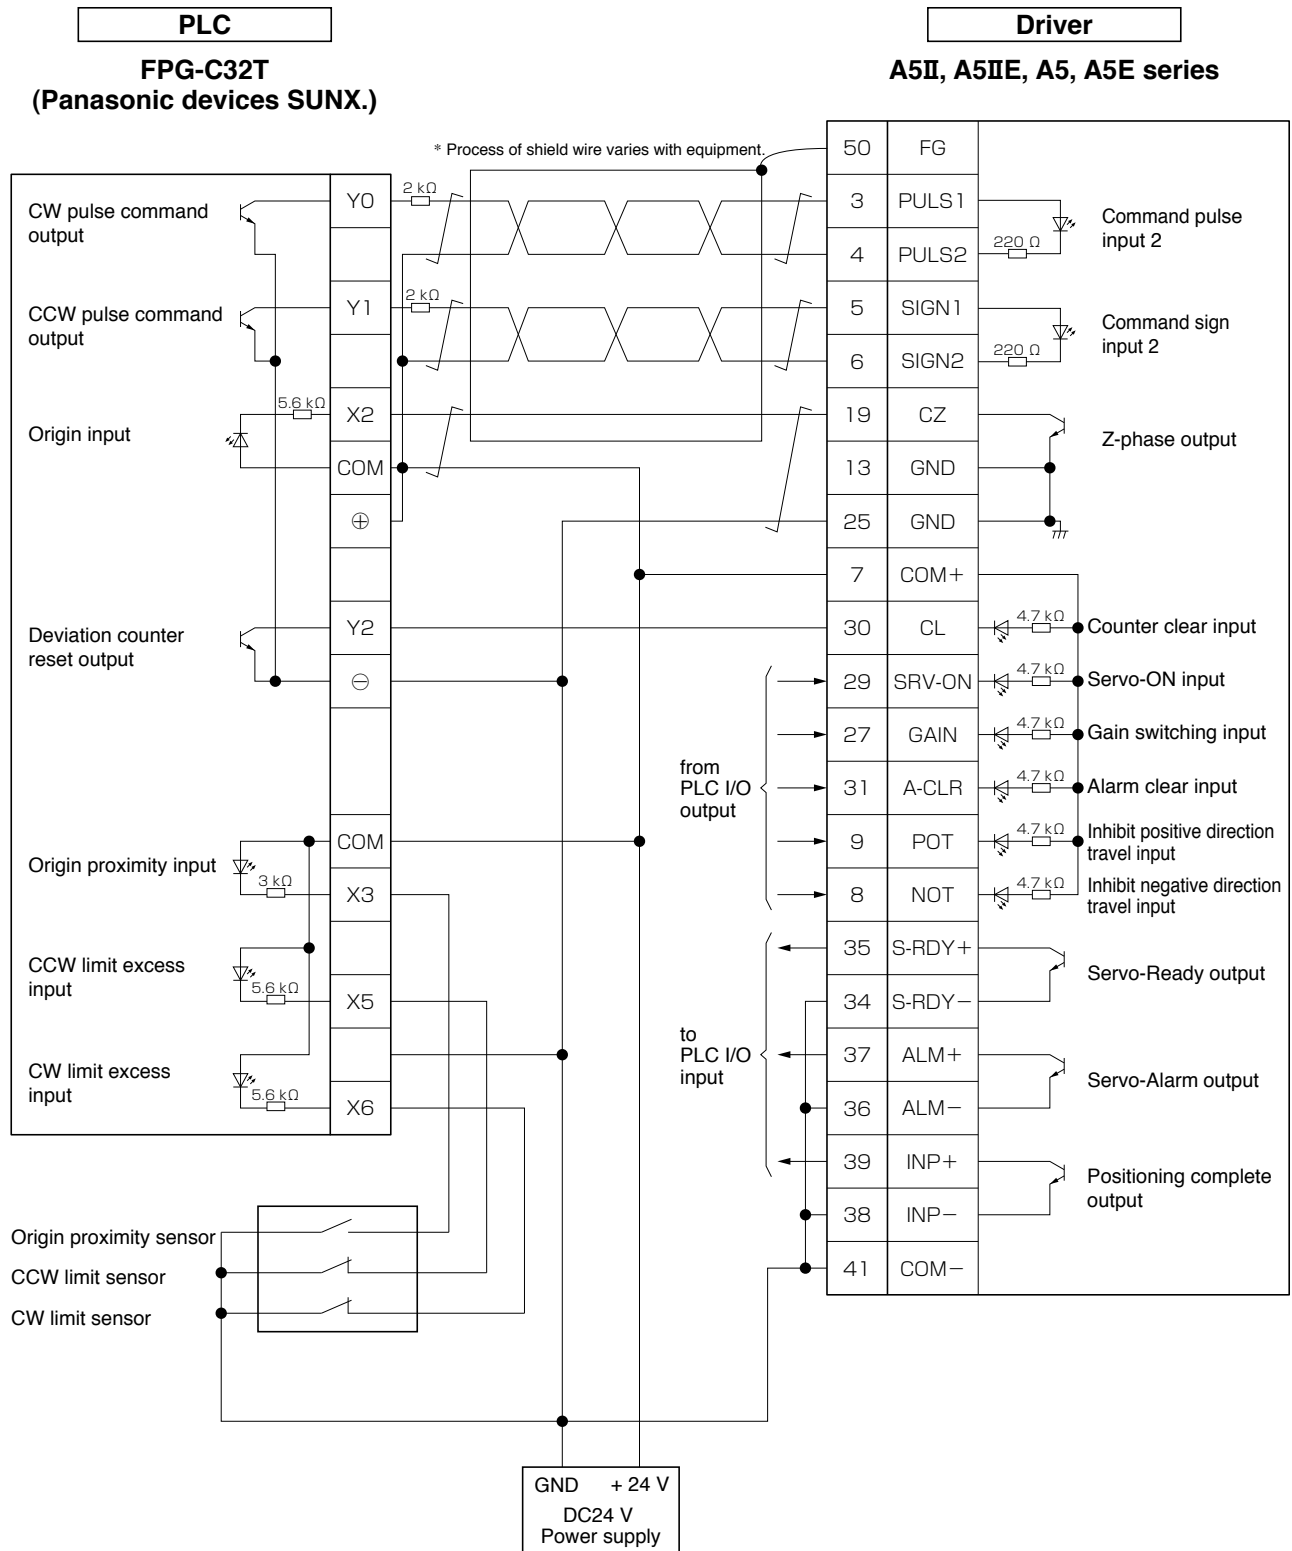 PLC
Driver
FPG-C32T
(Panasonic devices SUNX.)
A5II, A5IIE, A5, A5E series
* Process of shield wire varies with equipment.
CW pulse command
output
CCW pulse command
output
Origin input
Deviation counter
reset output
Origin proximity input
CCW limit excess
input
CW limit excess
input
5.6 kΩ
3 kΩ
5.6 kΩ
5.6 kΩ
Y0
Y1
X2
COM
⊕
Y2
⊖
COM
X3
X5
X6
2 kΩ
2 kΩ
from
PLC I/O
output
to
PLC I/O
input
50 FG
3 PULS1
4 PULS2
5 SIGN1
6 SIGN2
19 CZ
13 GND
25 GND
7 COM+
30 CL
29 SRV-ON
27 GAIN
31 A-CLR
9 POT
8 NOT
35 S-RDY+
34 S-RDY−
37 ALM+
36 ALM−
39 INP+
38 INP−
41 COM−
220 Ω
Command pulse
input 2
220 Ω
Command sign
input 2
Z-phase output
4.7 kΩ Counter clear input
4.7 kΩ Servo-ON input
4.7 kΩ Gain switching input
4.7 kΩ Alarm clear input
4.7 kΩ Inhibit positive direction
travel input
4.7 kΩ Inhibit negative direction
travel input
Servo-Ready output
Servo-Alarm output
Positioning complete
output
Origin proximity sensor
CCW limit sensor
CW limit sensor
GND + 24 V
DC24 V
Power supply